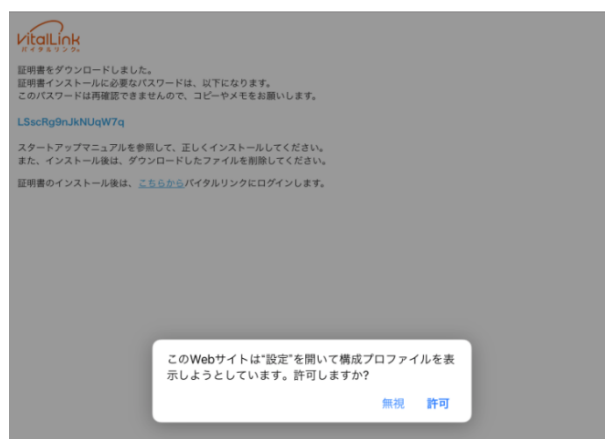 VitalLink
バイタルリンク®
証明書をダウンロードしました。
証明書インストールに必要なパスワードは、以下になります。
このパスワードは再確認できませんので、コピーやメモをお願いします。
LSscRg9rJkNUqW7q
スタートアップマニュアルを参照して、正しくインストールしてください。
また、インストール後は、ダウンロードしたファイルを削除してください。
証明書のインストール後は、こちらからバイタルリンクにログインします。
このWebサイトは"設定"を開いて構成プロファイルを表
示しようとしています。許可しますか?
無視 許可